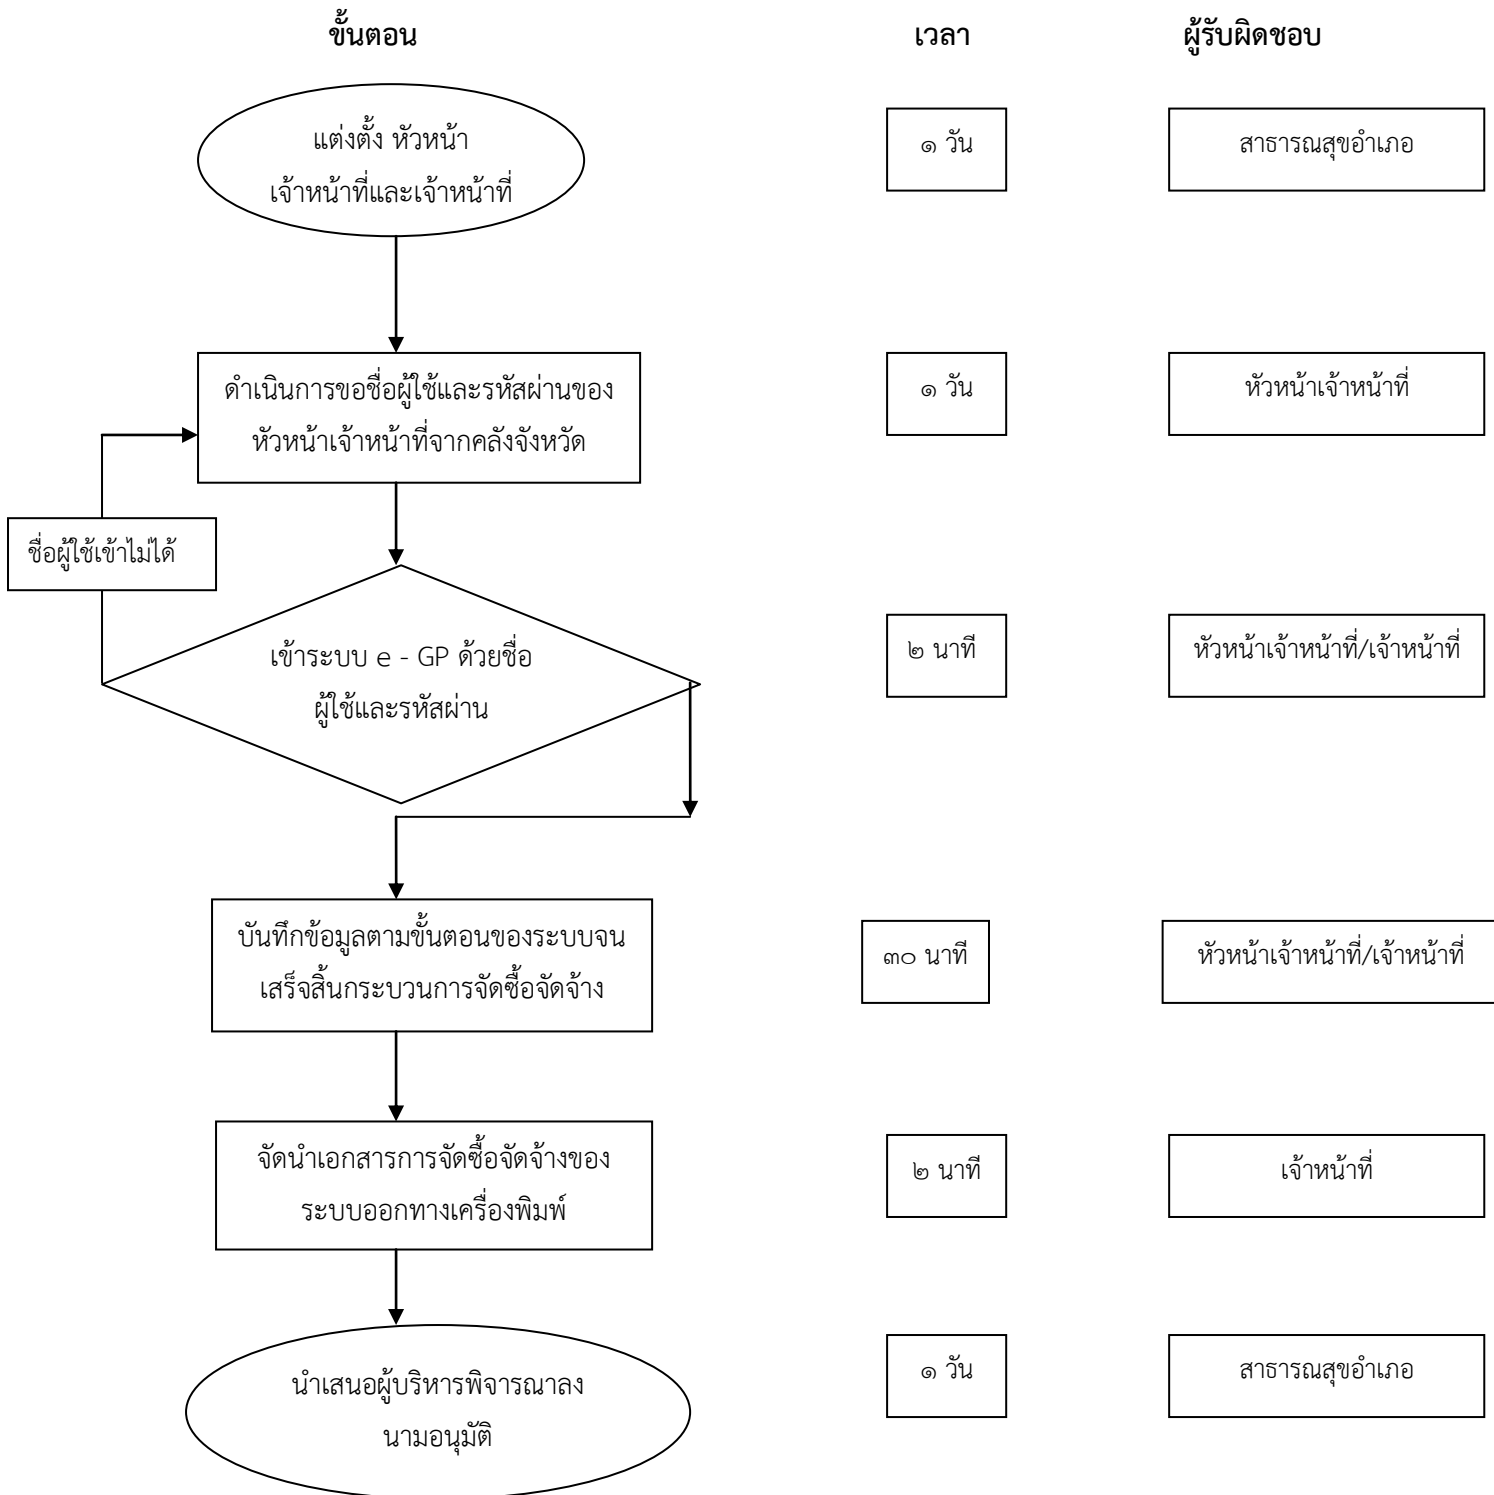 ขั้นตอน เวลา ผู้รับผิดชอบ
แต่งตั้ง หัวหน้า
เจ้าหน้าที่และเจ้าหน้าที่
๑ วัน
สาธารณสุขอำเภอ
ดำเนินการขอชื่อผู้ใช้และรหัสผ่านของ
หัวหน้าเจ้าหน้าที่จากคลังจังหวัด
๑ วัน
หัวหน้าเจ้าหน้าที่
ชื่อผู้ใช้เข้าไม่ได้
เข้าระบบ e - GP ด้วยชื่อ
ผู้ใช้และรหัสผ่าน
๒ นาที
หัวหน้าเจ้าหน้าที่/เจ้าหน้าที่
บันทึกข้อมูลตามขั้นตอนของระบบจน
เสร็จสิ้นกระบวนการจัดซื้อจัดจ้าง
๓๐ นาที
หัวหน้าเจ้าหน้าที่/เจ้าหน้าที่
จัดนำเอกสารการจัดซื้อจัดจ้างของ
ระบบออกทางเครื่องพิมพ์
๒ นาที
เจ้าหน้าที่
นำเสนอผู้บริหารพิจารณาลง
นามอนุมัติ
๑ วัน
สาธารณสุขอำเภอ